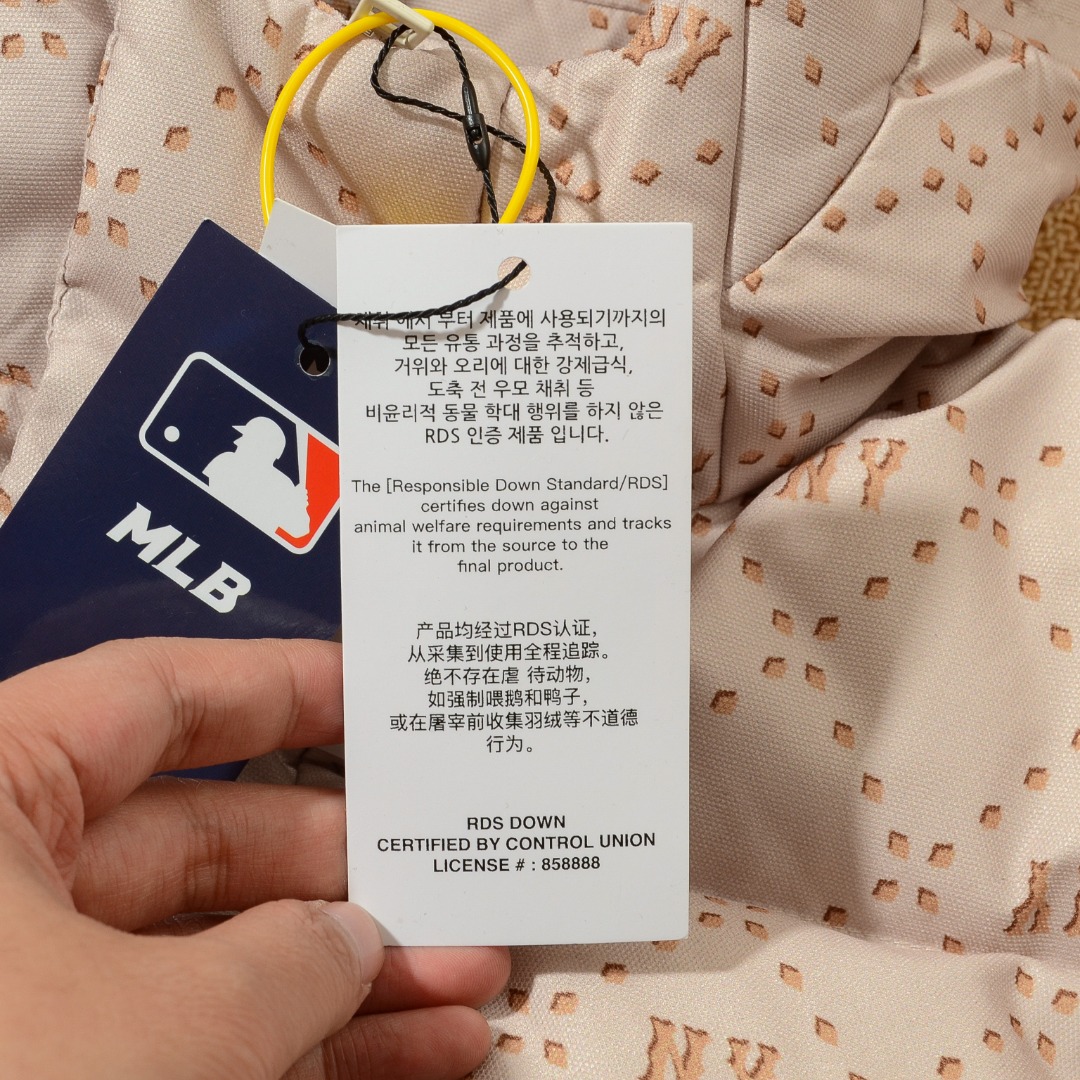 NY
MLB
채취 에서 부터 제품에 사용되기까지의
모든 유통 과정을 추적하고,
거위와 오리에 대한 강제급식,
도축 전 우모 채취 등
비윤리적 동물 학대 행위를 하지 않은
RDS 인증 제품 입니다.
The [Responsible Down Standard/RDS]
certifies down against
animal welfare requirements and tracks
it from the source to the
final product.
产品均经过RDS认证，
从采集到使用全程追踪。
绝不存在虐 待动物，
如强制喂鹅和鸭子，
或在屠宰前收集羽绒等不道德
行为。
RDS DOWN
CERTIFIED BY CONTROL UNION
LICENSE # : 858888
NY
NY